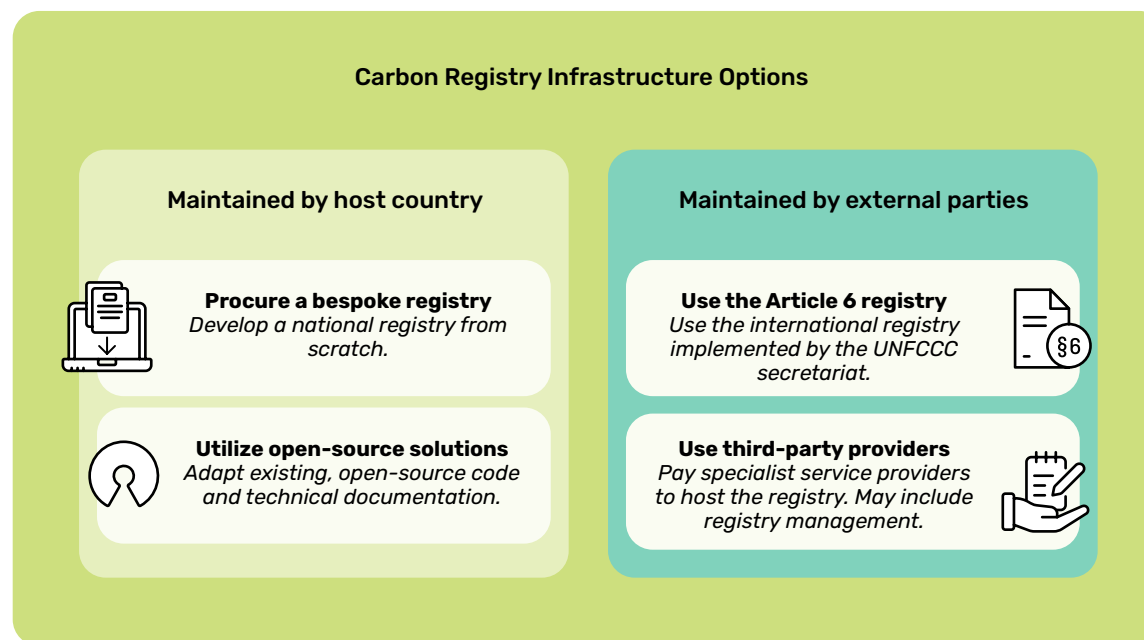 Carbon Registry Infrastructure Options
Maintained by host country
Procure a bespoke registry
Develop a national registry from
scratch.
Utilize open-source solutions
Adapt existing, open-source code
and technical documentation.
Maintained by external parties
Use the Article 6 registry
Use the international registry
implemented by the UNFCCC
secretariat.
§6
Use third-party providers
Pay specialist service providers
to host the registry. May include
registry management.